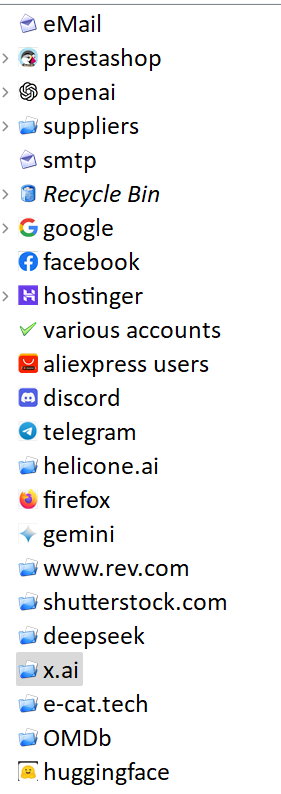 eMail
prestashop
openai
suppliers
smtp
Recycle Bin
google
facebook
hostinger
various accounts
aliexpress users
discord
telegram
helicone.ai
firefox
gemini
www.rev.com
shutterstock.com
deepseek
x.ai
e-cat.tech
OMDb
huggingface